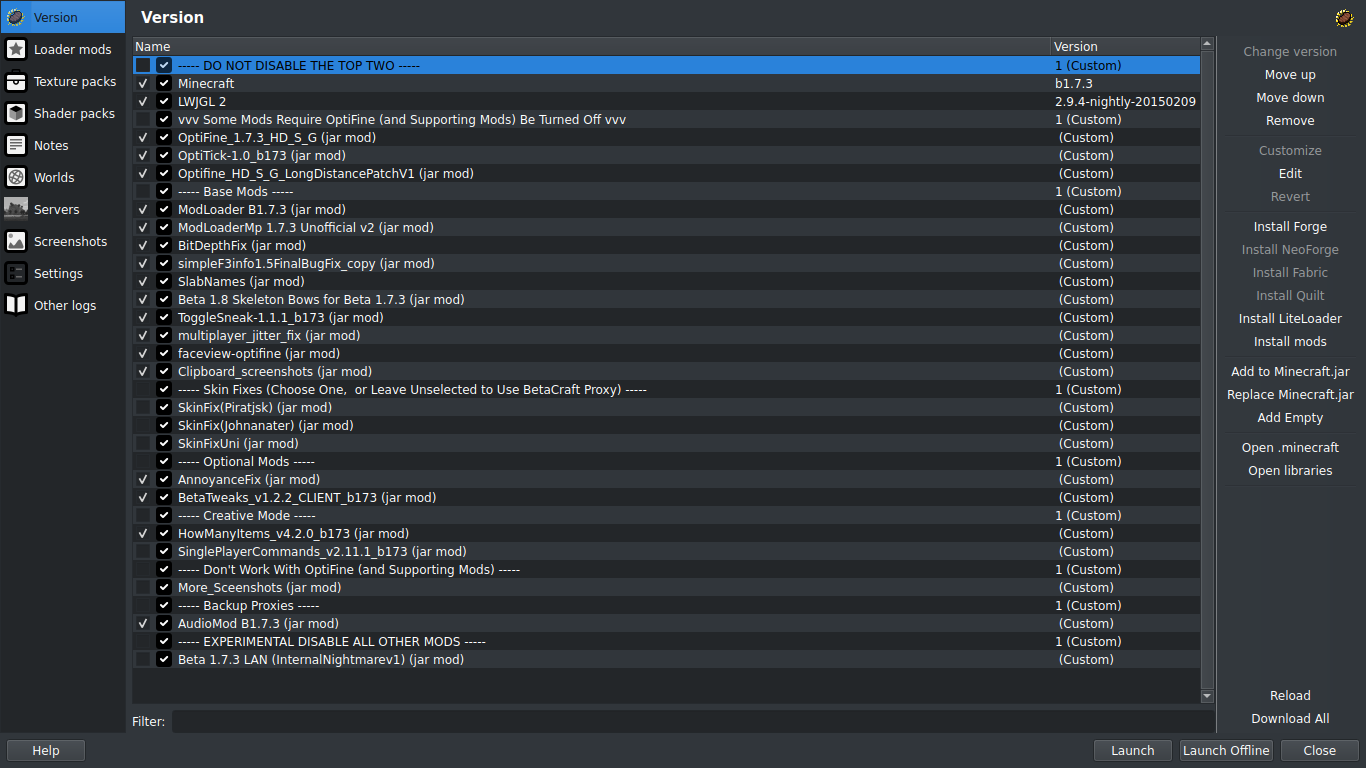 Version
Loader mods
Texture packs
Shader packs
Notes
Worlds
Servers
Screenshots
Settings
Other logs
Version
Name Version
----- DO NOT DISABLE THE TOP TWO ----- 1 (Custom)
Minecraft b1.7.3
LWJGL 2 2.9.4-nightly-20150209
vvv Some Mods Require OptiFine (and Supporting Mods) Be Turned Off vvv 1 (Custom)
OptiFine_1.7.3_HD_S_G (jar mod) (Custom)
OptiTick-1.0_b173 (jar mod) (Custom)
Optifine_HD_S_G_LongDistancePatchV1 (jar mod) (Custom)
----- Base Mods ----- 1 (Custom)
ModLoader B1.7.3 (jar mod) (Custom)
ModLoaderMp 1.7.3 Unofficial v2 (jar mod) (Custom)
BitDepthFix (jar mod) (Custom)
simpleF3info1.5FinalBugFix_copy (jar mod) (Custom)
SlabNames (jar mod) (Custom)
Beta 1.8 Skeleton Bows for Beta 1.7.3 (jar mod) (Custom)
ToggleSneak-1.1.1_b173 (jar mod) (Custom)
multiplayer_jitter_fix (jar mod) (Custom)
faceview-optifine (jar mod) (Custom)
Clipboard_screenshots (jar mod) (Custom)
----- Skin Fixes (Choose One,  or Leave Unselected to Use BetaCraft Proxy) ----- 1 (Custom)
SkinFix(Piratjsk) (jar mod) (Custom)
SkinFix(Johnanater) (jar mod) (Custom)
SkinFixUni (jar mod) (Custom)
----- Optional Mods ----- 1 (Custom)
AnnoyanceFix (jar mod) (Custom)
BetaTweaks_v1.2.2_CLIENT_b173 (jar mod) (Custom)
----- Creative Mode ----- 1 (Custom)
HowManyItems_v4.2.0_b173 (jar mod) (Custom)
SinglePlayerCommands_v2.11.1_b173 (jar mod) (Custom)
----- Don't Work With OptiFine (and Supporting Mods) ----- 1 (Custom)
More_Sceenshots (jar mod) (Custom)
----- Backup Proxies ----- 1 (Custom)
AudioMod B1.7.3 (jar mod) (Custom)
----- EXPERIMENTAL DISABLE ALL OTHER MODS ----- 1 (Custom)
Beta 1.7.3 LAN (InternalNightmarev1) (jar mod) (Custom)
Filter:
Change version
Move up
Move down
Remove
Customize
Edit
Revert
Install Forge
Install NeoForge
Install Fabric
Install Quilt
Install LiteLoader
Install mods
Add to Minecraft.jar
Replace Minecraft.jar
Add Empty
Open .minecraft
Open libraries
Reload
Download All
Help Launch Launch Offline Close